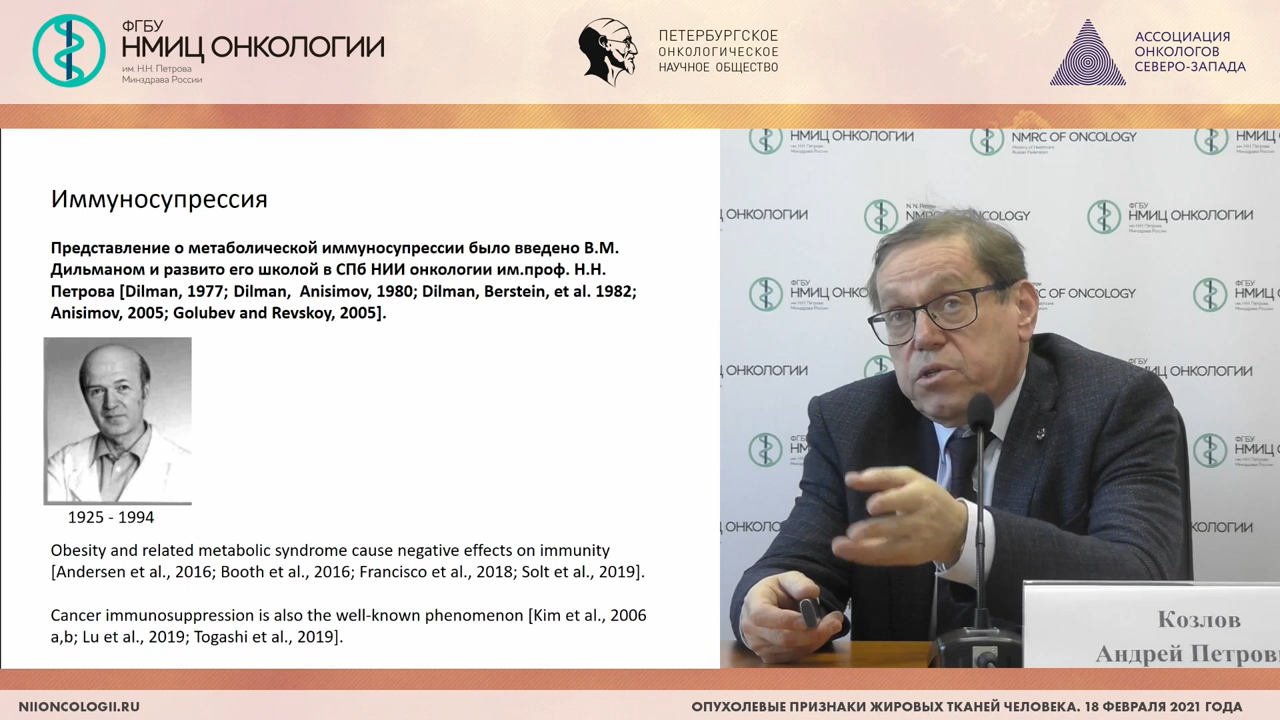 ФГБУ
НМИЦ ОНКОЛОГИИ
им. Н.Н. Петрова
Минздрава России
ПЕТЕРБУРГСКОЕ
ОНКОЛОГИЧЕСКОЕ
НАУЧНОЕ ОБЩЕСТВО
АССОЦИАЦИЯ
ОНКОЛОГОВ
СЕВЕРО-ЗАПАДА
Иммуносупрессия
Представление о метаболической иммуносупрессии было введено В.М.
Дильманом и развито его школой в СПб НИИ онкологии им.проф. Н.Н.
Петрова [Dilman, 1977; Dilman, Anisimov, 1980; Dilman, Berstein, et al. 1982;
Anisimov, 2005; Golubev and Revskoy, 2005].
1925 - 1994
Obesity and related metabolic syndrome cause negative effects on immunity
[Andersen et al., 2016; Booth et al., 2016; Francisco et al., 2018; Solt et al., 2019].
Cancer immunosuppression is also the well-known phenomenon [Kim et al., 2006
a,b; Lu et al., 2019; Togashi et al., 2019].
НМИЦ ОНКОЛОГИИ
NMRC OF ONCOLOGY
ОНКОЛОГИИ
ФГБУ
НМИЦ ОНКОЛОГИИ
Козлов
Андрей Петров
NIIONCOLOGII.RU
ОПУХОЛЕВЫЕ ПРИЗНАКИ ЖИРОВЫХ ТКАНЕЙ ЧЕЛОВЕКА. 18 ФЕВРАЛЯ 2021 ГОДА